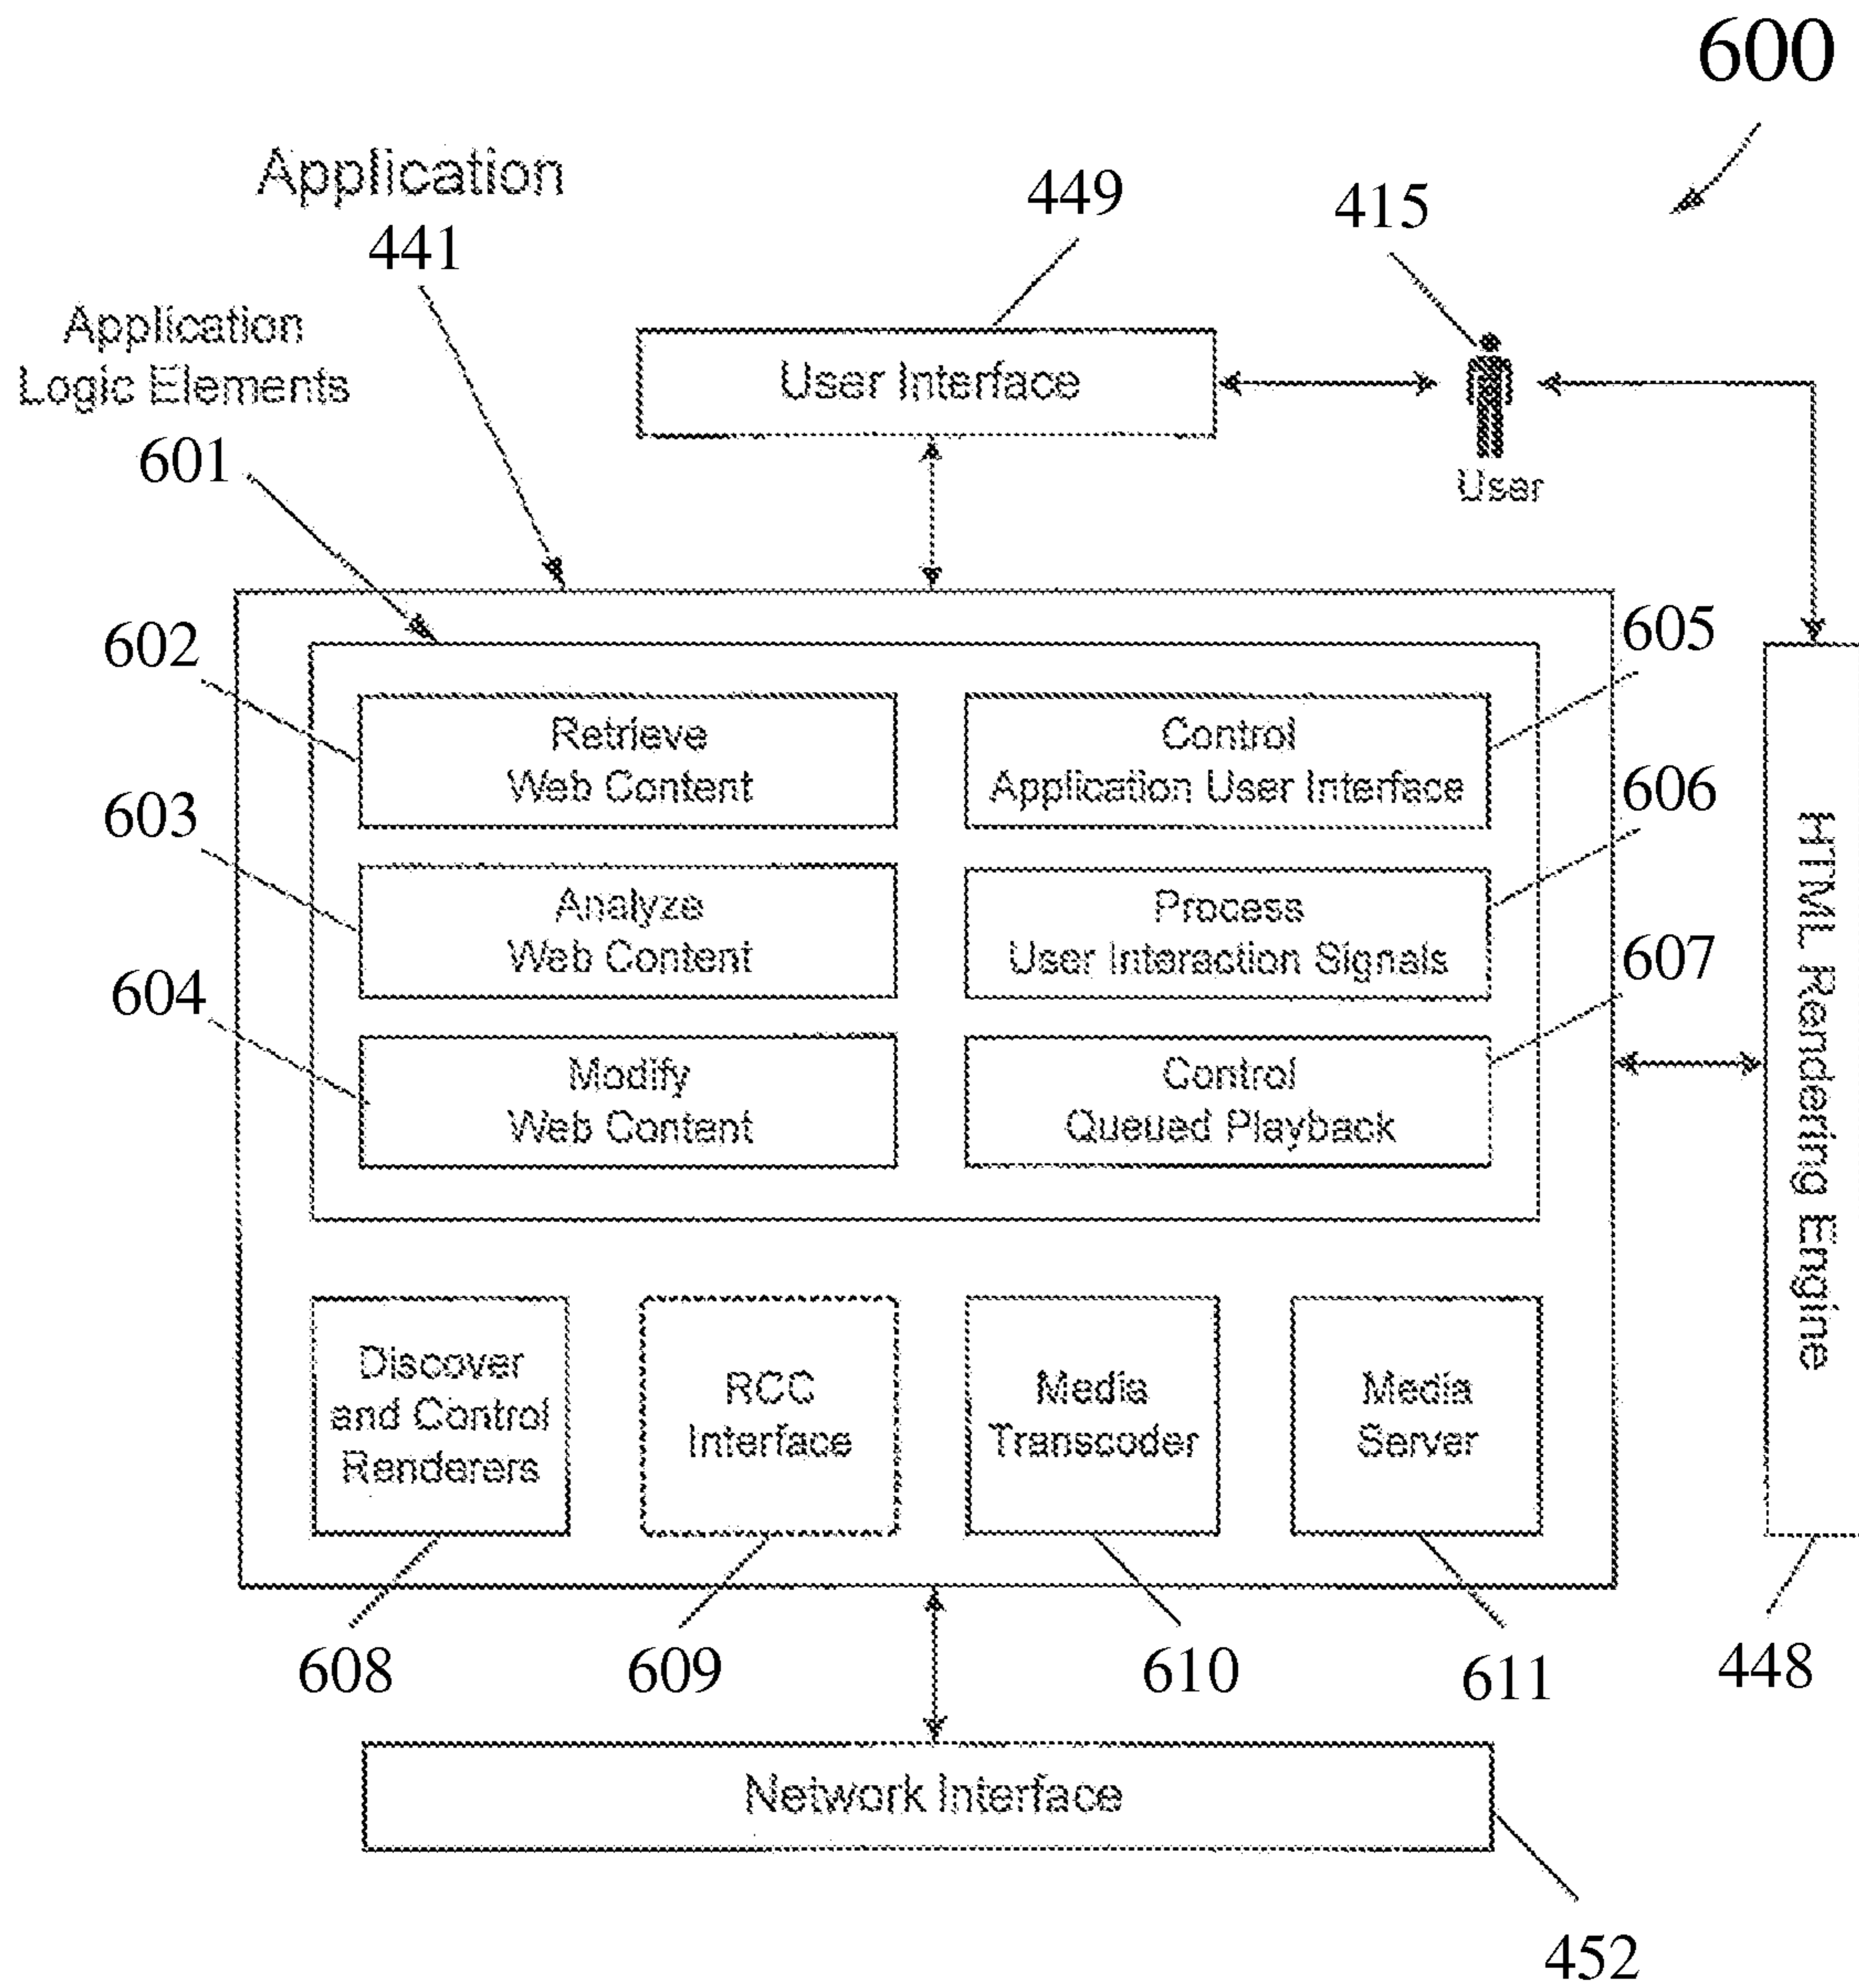 600
Application
441
449
415
Application
Logic Elements
601
User Interface
User
602
603
604
605
606
607
Retrieve
Web Content
Control
Application User Interface
Analyze
Web Content
Process
User Interaction Signals
Modify
Web Content
Control
Queued Playback
HTML Rendering Engine
Discover
and Control
Renderers
RCC
Interface
Media
Transcoder
Media
Server
608
609
610
611
448
Network Interface
452